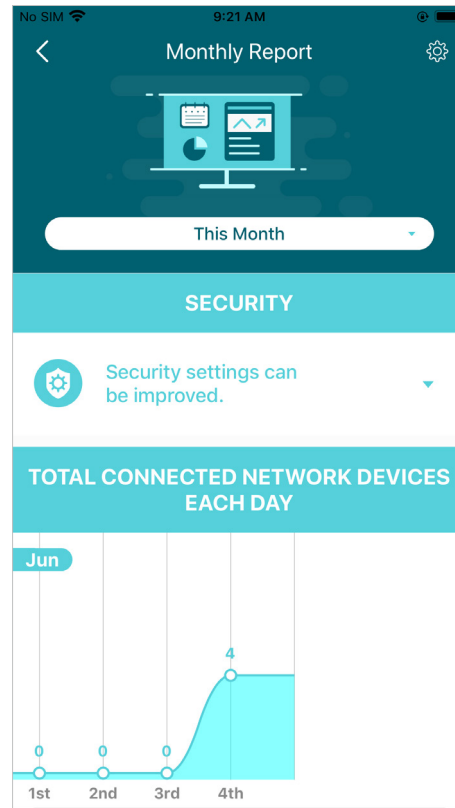 No SIM 9:21 AM
Monthly Report
This Month
SECURITY
Security settings can
be improved.
TOTAL CONNECTED NETWORK DEVICES
EACH DAY
Jun
4
0 0 0
1st 2nd 3rd 4th